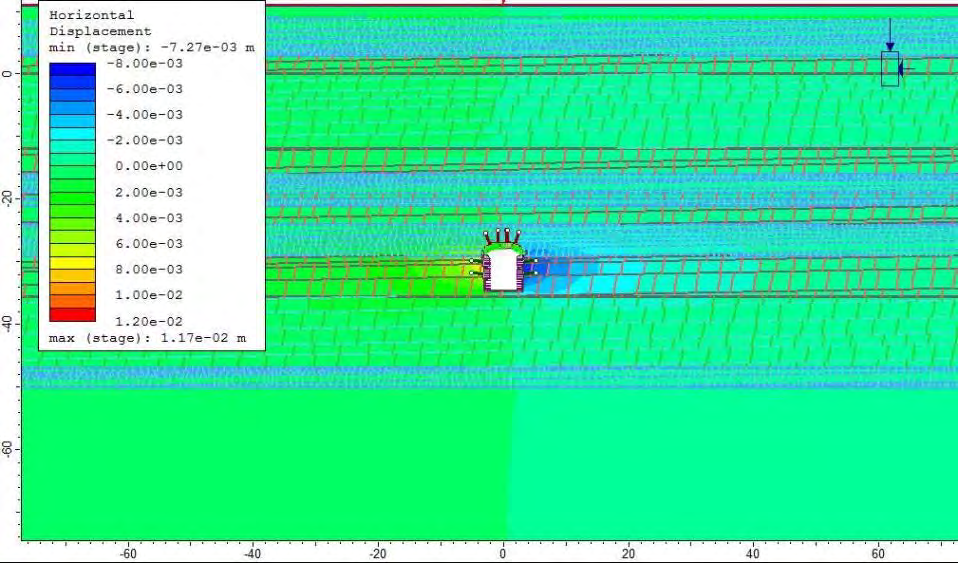 Horizontal
Displacement
min (stage): -7.27e-03 m
-8.00e-03
-6.00e-03
-4.00e-03
-2.00e-03
0.00e+00
2.00e-03
4.00e-03
6.00e-03
8.00e-03
1.00e-02
1.20e-02
max (stage): 1.17e-02 m
0
-20
-40
-60
-60
-40
-20
0
20
40
60